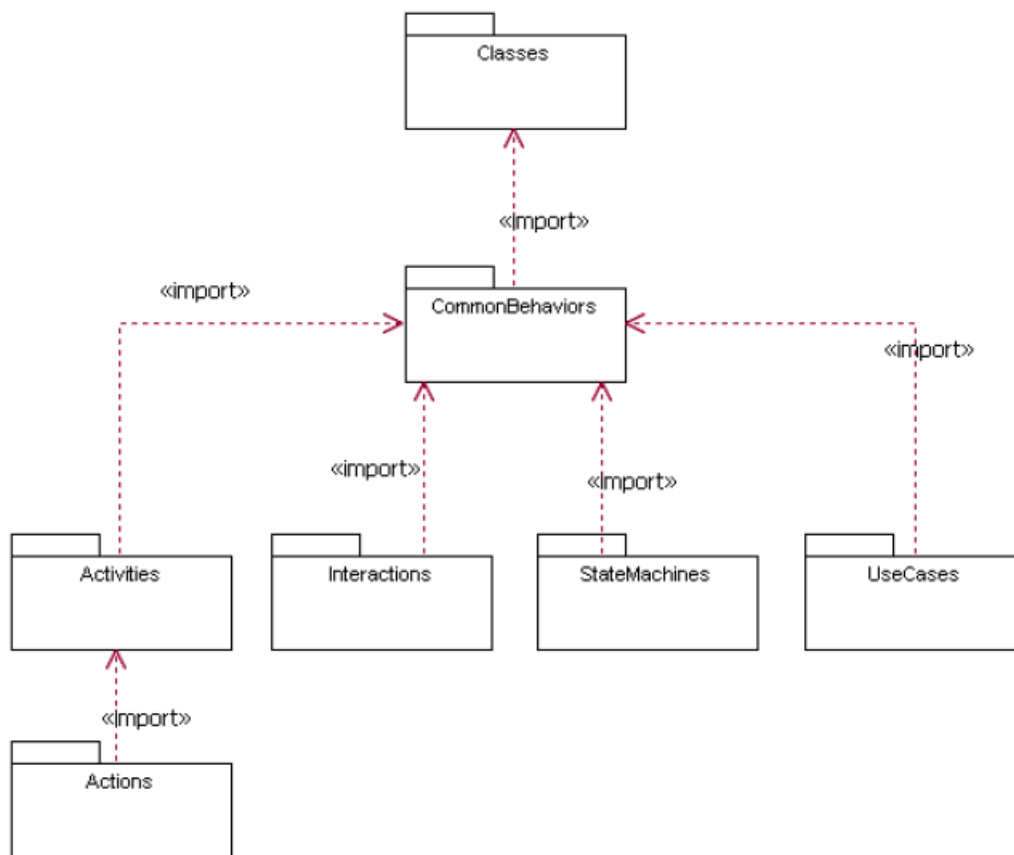 Classes
«import»
«import»
CommonBehaviors
«import»
«import»
«import»
Activities
Interactions
StateMachines
UseCases
«import»
Actions